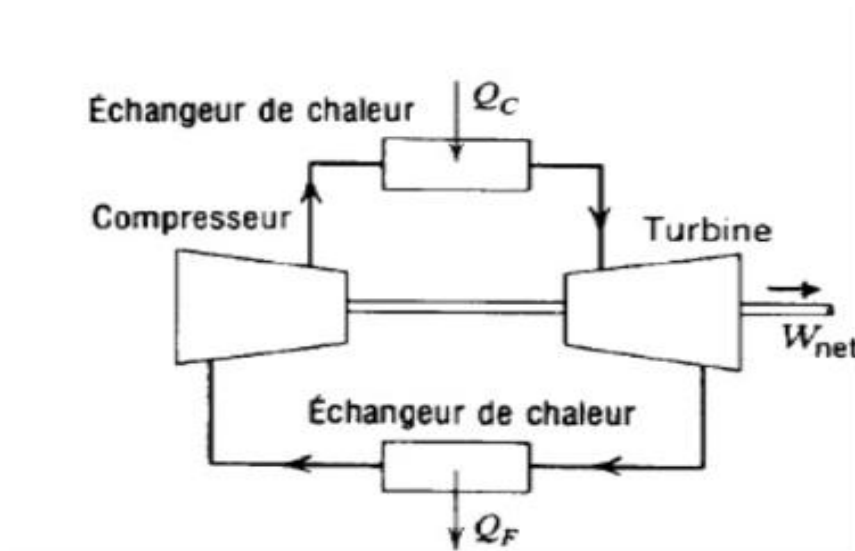 Échangeur de chaleur
Q_C
Compresseur
Turbine
W_net
Échangeur de chaleur
Q_F